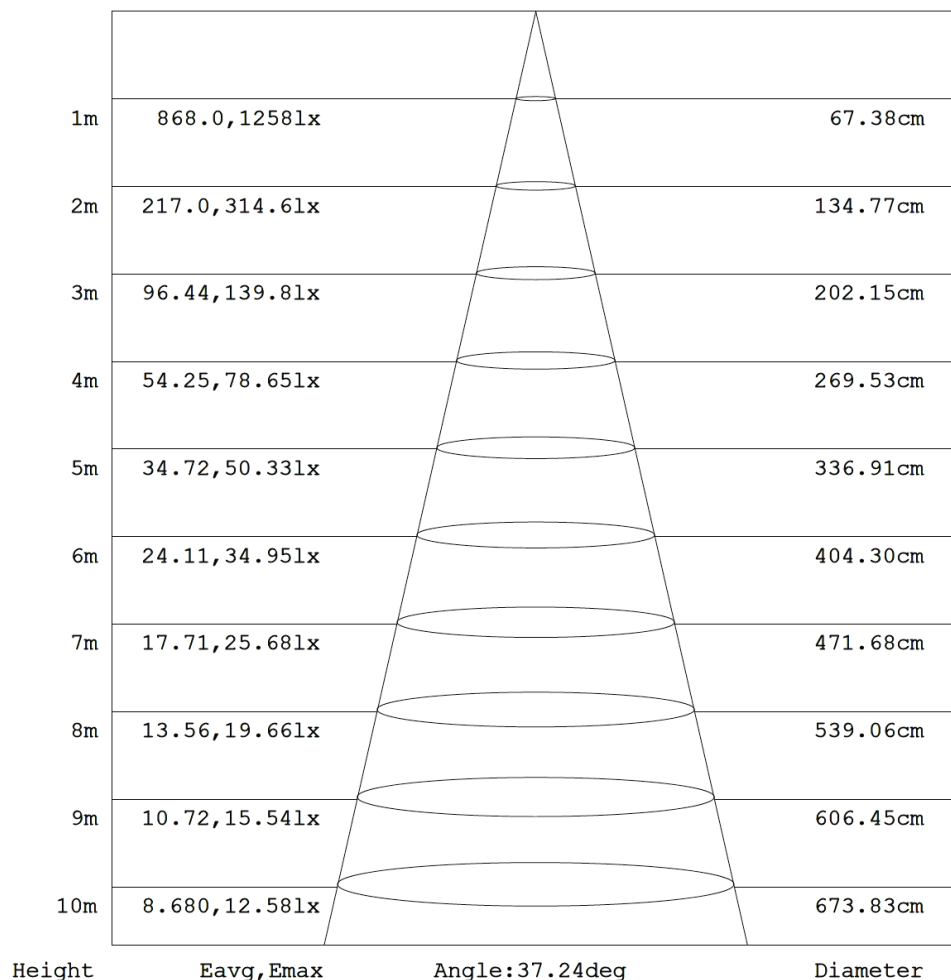 1m 868.0,1258lx 67.38cm
2m 217.0,314.6lx 134.77cm
3m 96.44,139.8lx 202.15cm
4m 54.25,78.65lx 269.53cm
5m 34.72,50.33lx 336.91cm
6m 24.11,34.95lx 404.30cm
7m 17.71,25.68lx 471.68cm
8m 13.56,19.66lx 539.06cm
9m 10.72,15.54lx 606.45cm
10m 8.680,12.58lx 673.83cm
Height Eavg,Emax Angle:37.24deg Diameter